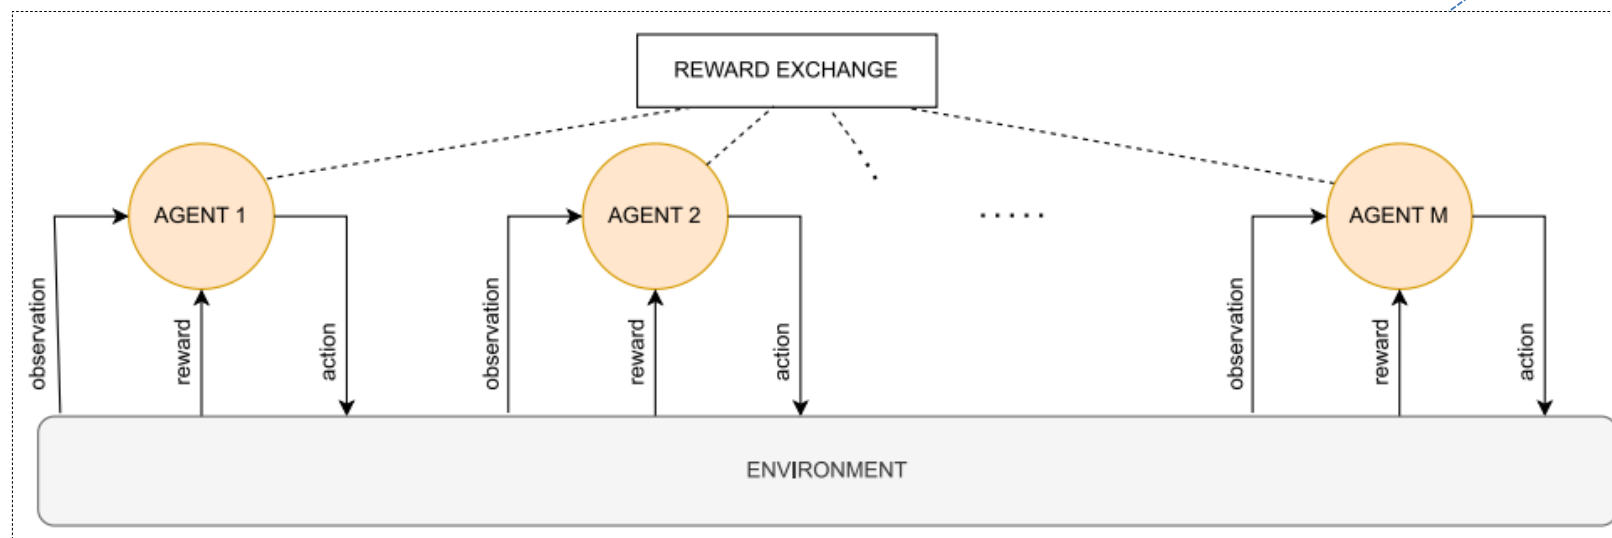 REWARD EXCHANGE
AGENT 1
AGENT 2
.....
AGENT M
observation
reward
action
observation
reward
action
observation
reward
action
ENVIRONMENT